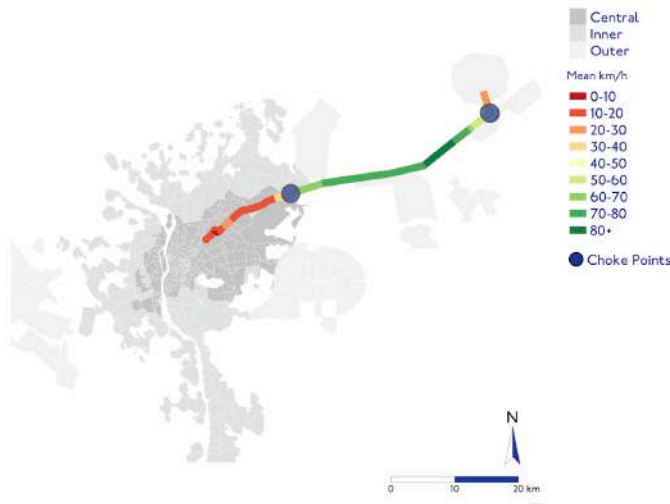 Central
Inner
Outer
Mean km/h
0-10
10-20
20-30
30-40
40-50
50-60
60-70
70-80
80+
Choke Points
N
0 10 20 km